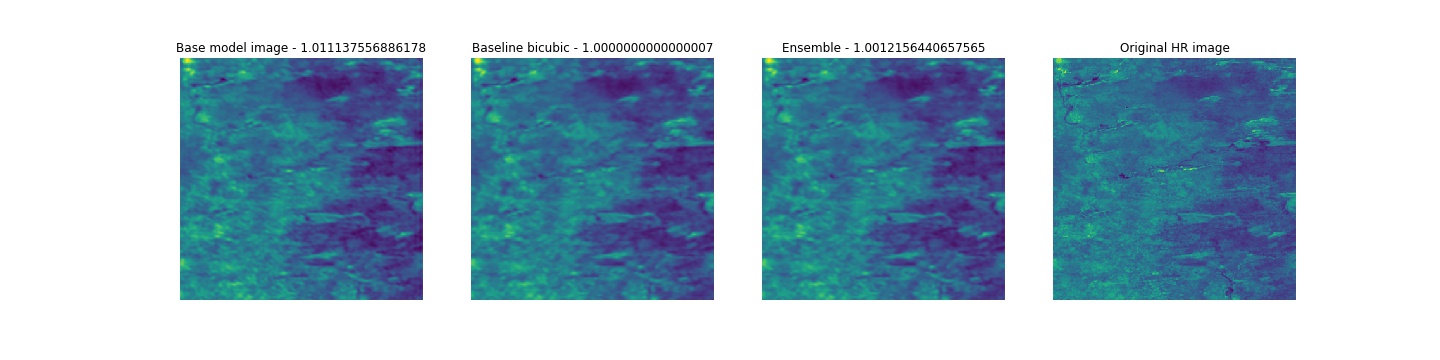 Base model image - 1.011137556886178
Baseline bicubic - 1.0000000000000007
Ensemble - 1.0012156440657565
Original HR image